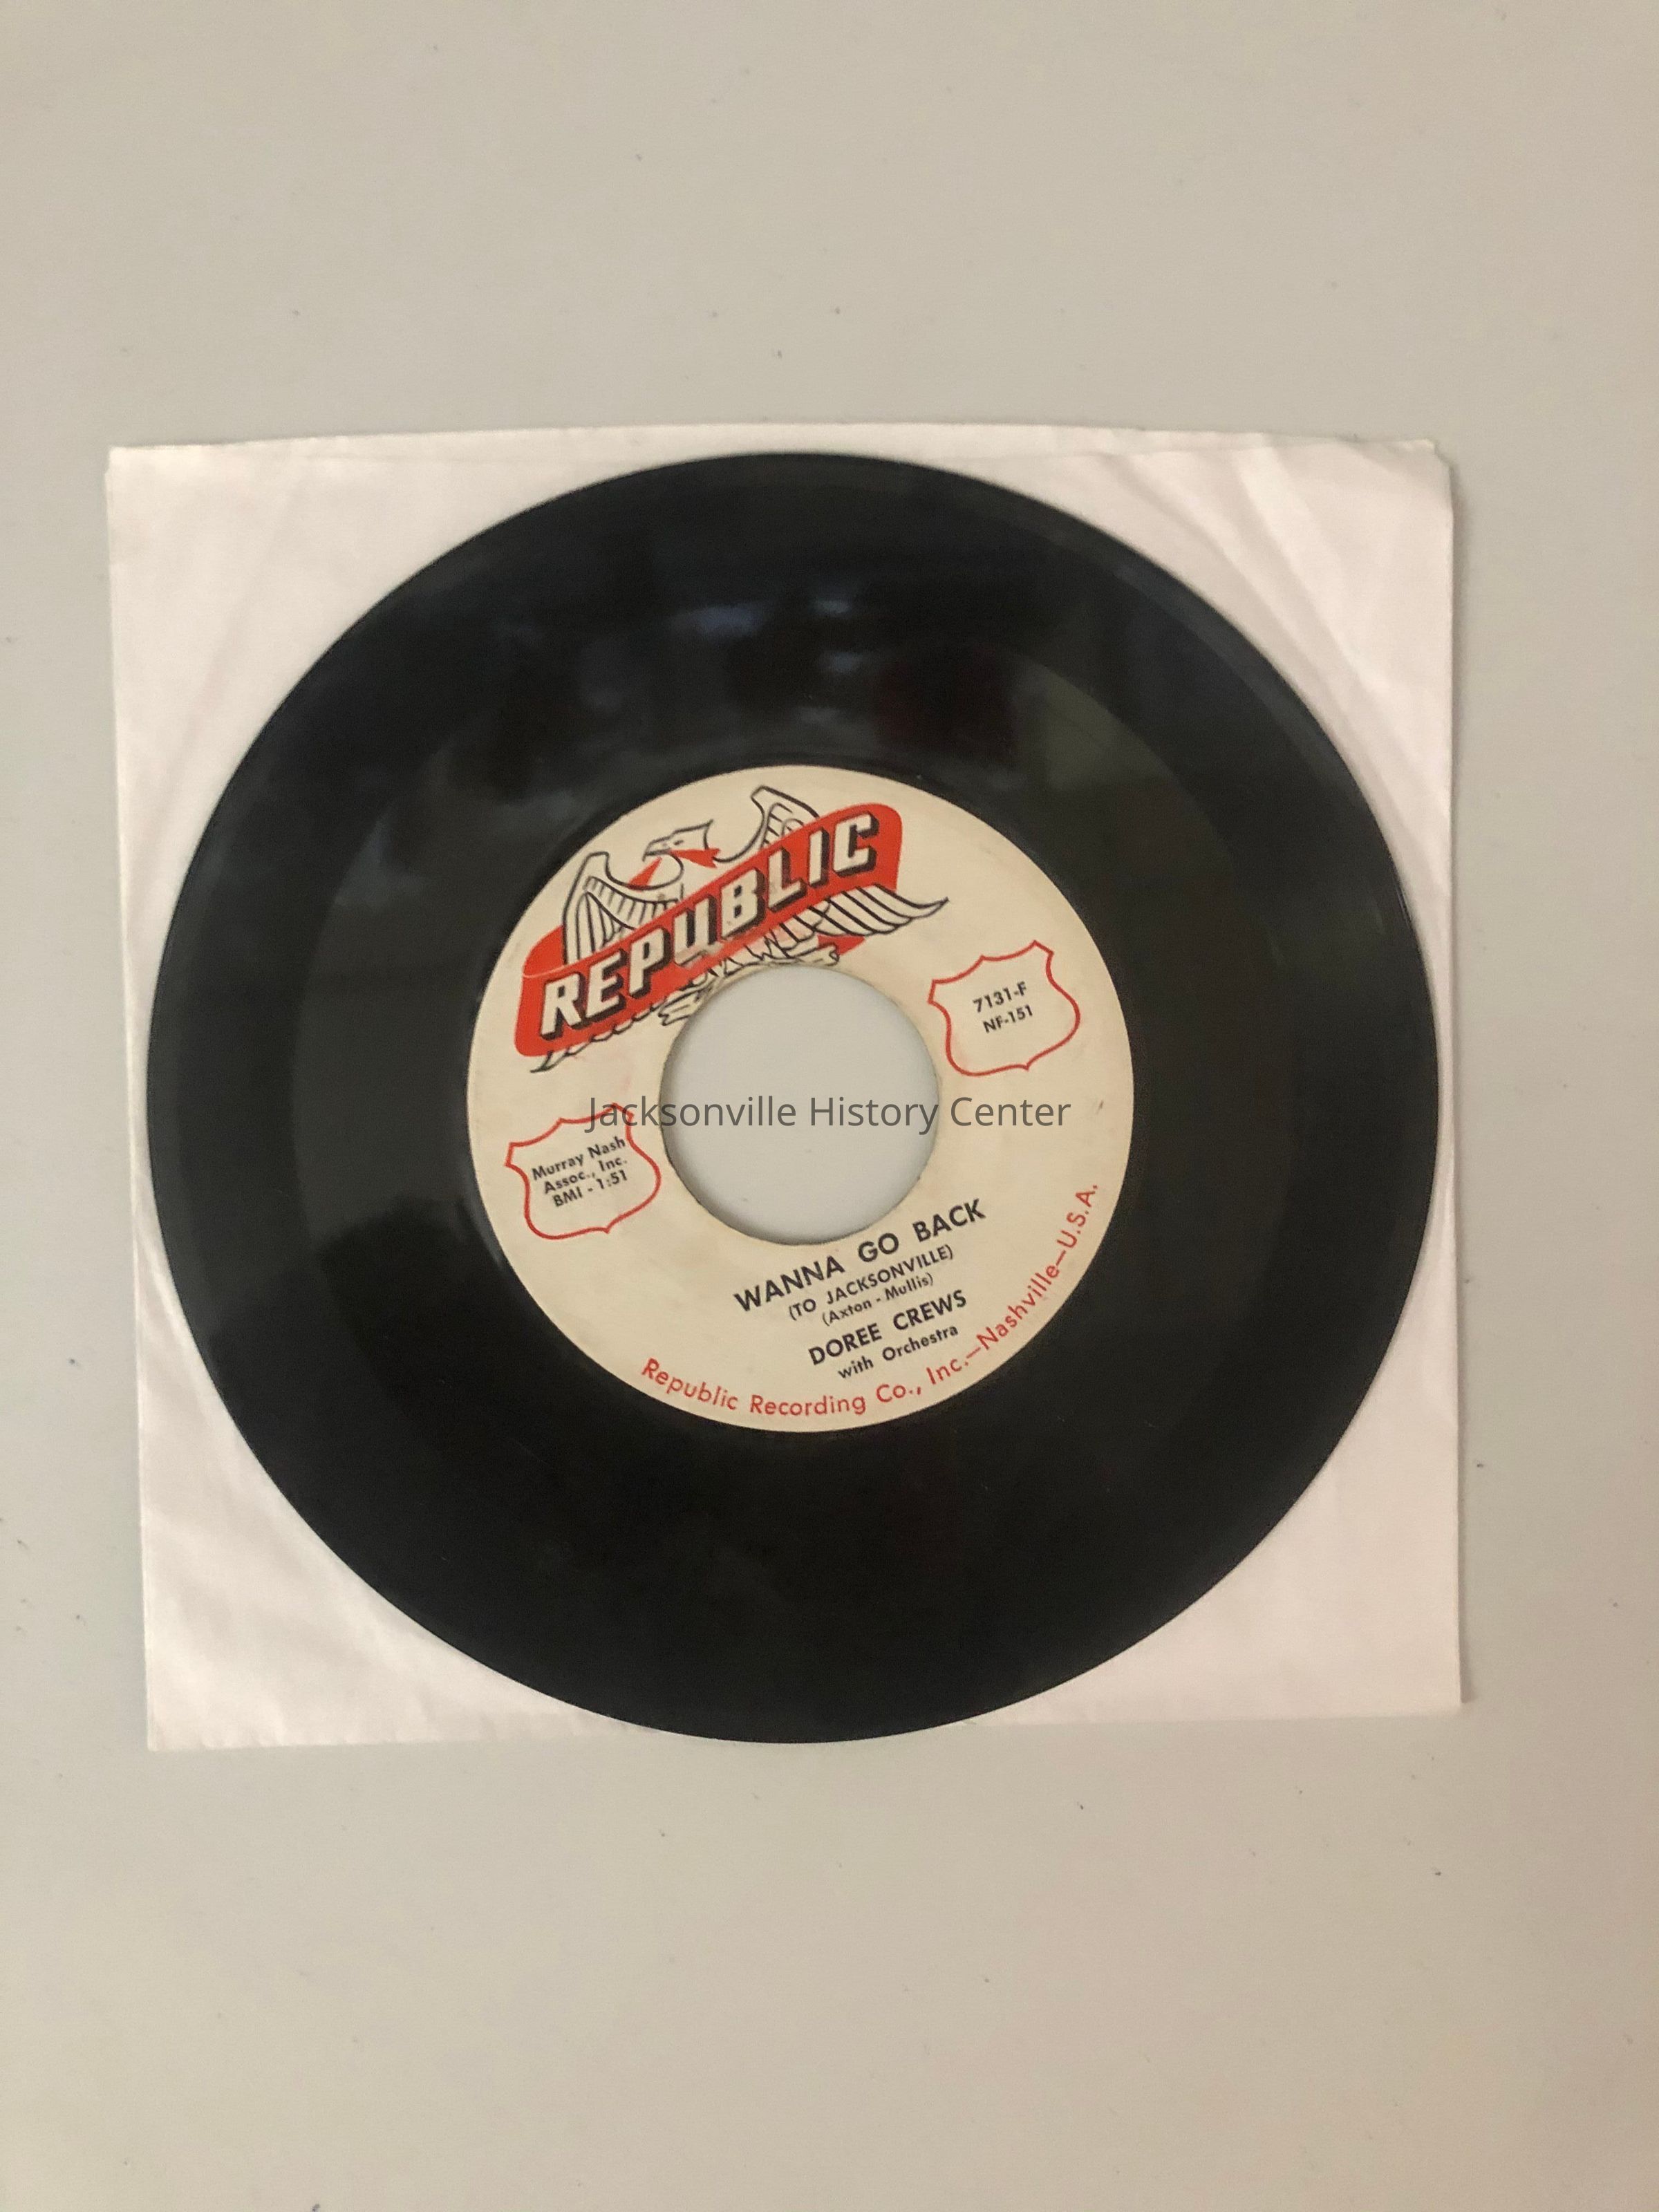 REPUBLIC
7131-F
NF-151
Jacksonville History Center
Murray Nash
Assoc., Inc.
BMI - 1:51
WANNA GO BACK
(TO JACKSONVILLE)
(Axton - Mullis)
DOREE CREWS
with Orchestra
Republic Recording Co., Inc.—Nashville—U.S.A.